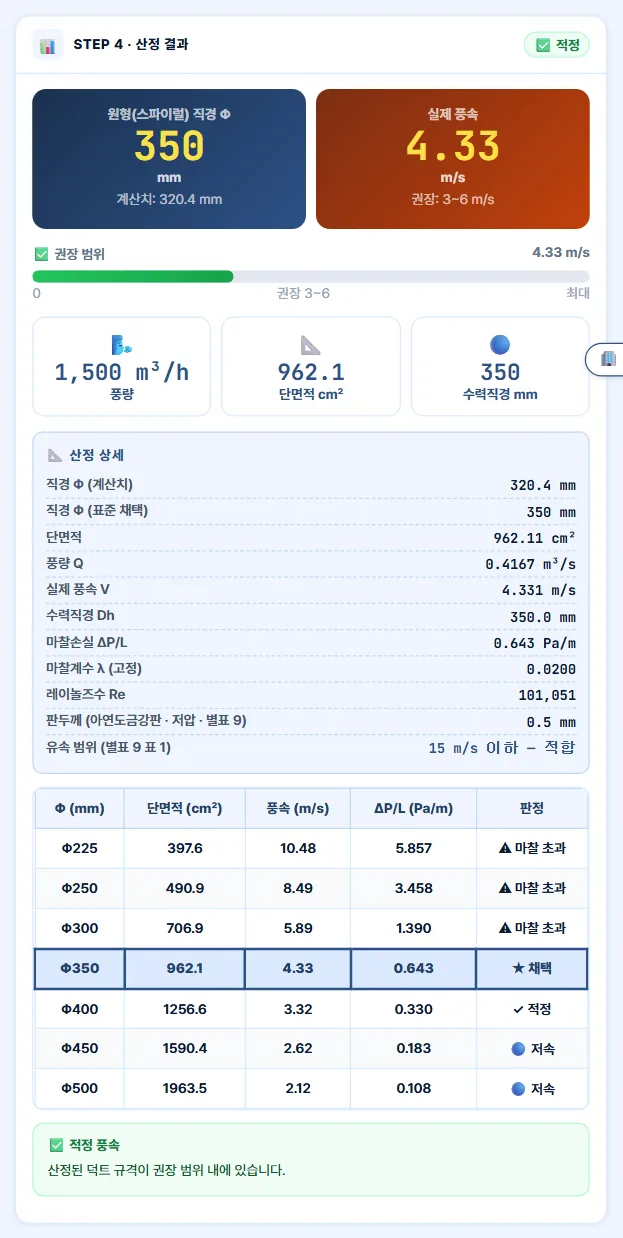 STEP 4 · 산정 결과
✅ 적정
원형(스파이럴) 직경 Φ
350
mm
계산치: 320.4 mm
실제 풍속
4.33
m/s
권장: 3~6 m/s
✅ 권장 범위 4.33 m/s
0 권장 3~6 최대
1,500 m³/h
풍량
962.1
단면적 cm²
350
수력직경 mm
산정 상세
직경 Φ (계산치) 320.4 mm
직경 Φ (표준 채택) 350 mm
단면적 962.11 cm²
풍량 Q 0.4167 m³/s
실제 풍속 V 4.331 m/s
수력직경 Dh 350.0 mm
마찰손실 ΔP/L 0.643 Pa/m
마찰계수 λ (고정) 0.0200
레이놀즈수 Re 101,051
판두께 (아연도금강판 · 저압 · 별표 9) 0.5 mm
유속 범위 (별표 9 표 1) 15 m/s 이하 — 적합
Φ (mm) 단면적 (cm²) 풍속 (m/s) ΔP/L (Pa/m) 판정
Φ225 397.6 10.48 5.857 ⚠ 마찰 초과
Φ250 490.9 8.49 3.458 ⚠ 마찰 초과
Φ300 706.9 5.89 1.390 ⚠ 마찰 초과
Φ350 962.1 4.33 0.643 ★ 채택
Φ400 1256.6 3.32 0.330 ✓ 적정
Φ450 1590.4 2.62 0.183 🔵 저속
Φ500 1963.5 2.12 0.108 🔵 저속
✅ 적정 풍속
산정된 덕트 규격이 권장 범위 내에 있습니다.